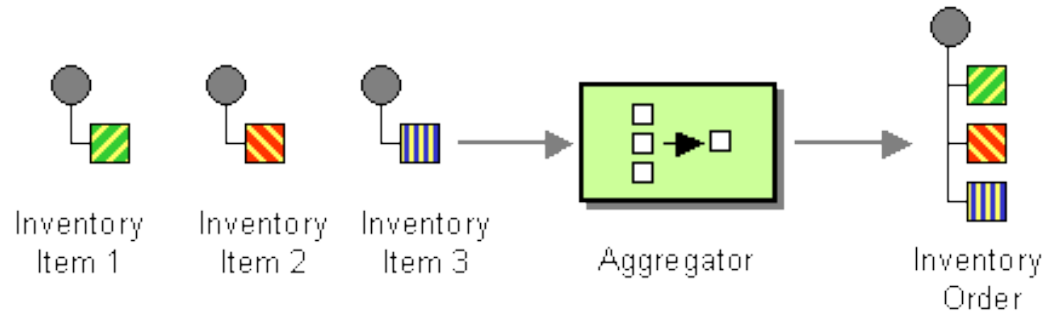 Inventory
Item 1
Inventory
Item 2
Inventory
Item 3
Aggregator
Inventory
Order